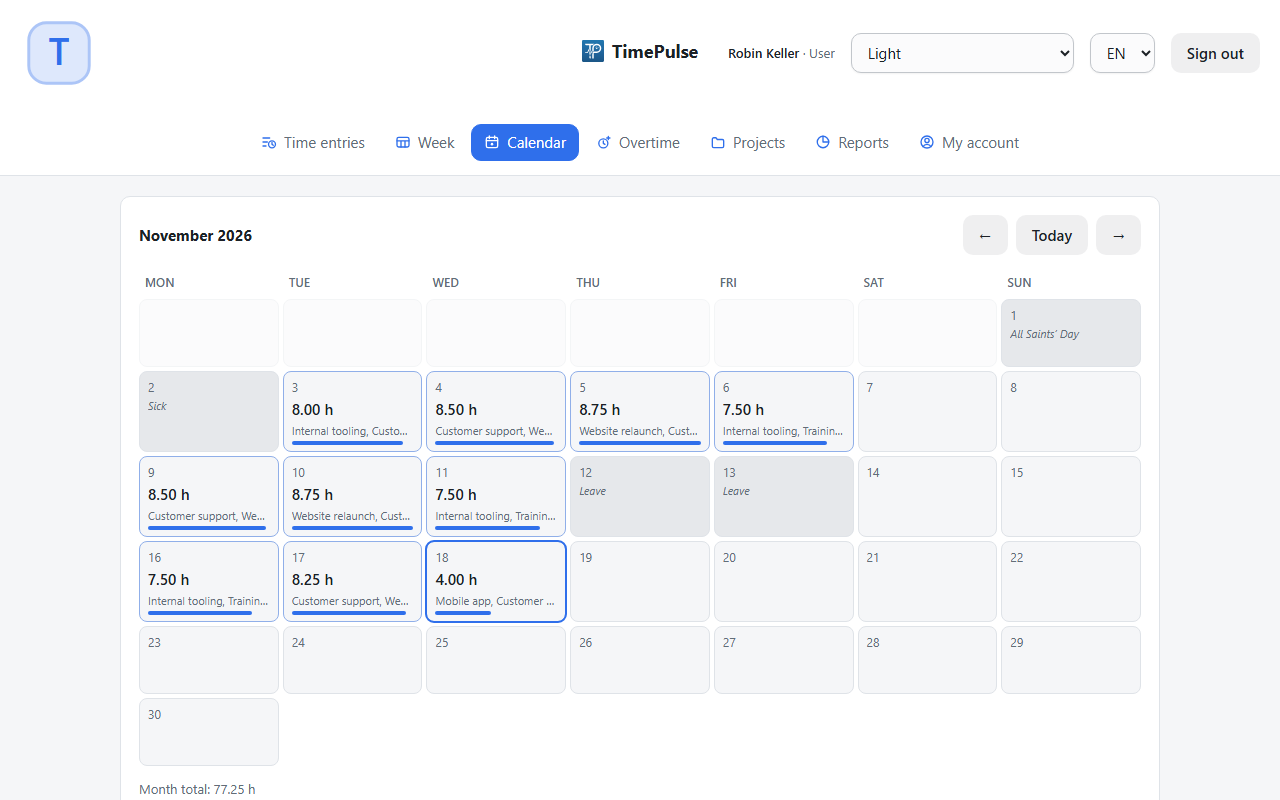 T
TimePulse
Robin Keller · User
Light
EN
Sign out
Time entries
Week
Calendar
Overtime
Projects
Reports
My account
November 2026
←
Today
→
MON TUE WED THU FRI SAT SUN
1
All Saints' Day
2
Sick
3
8.00 h
Internal tooling, Custo...
4
8.50 h
Customer support, We...
5
8.75 h
Website relaunch, Cust...
6
7.50 h
Internal tooling, Trainin...
7
8
9
8.50 h
Customer support, We...
10
8.75 h
Website relaunch, Cust...
11
7.50 h
Internal tooling, Trainin...
12
Leave
13
Leave
14
15
16
7.50 h
Internal tooling, Trainin...
17
8.25 h
Customer support, We...
18
4.00 h
Mobile app, Customer ...
19
20
21
22
23
24
25
26
27
28
29
30
Month total: 77.25 h